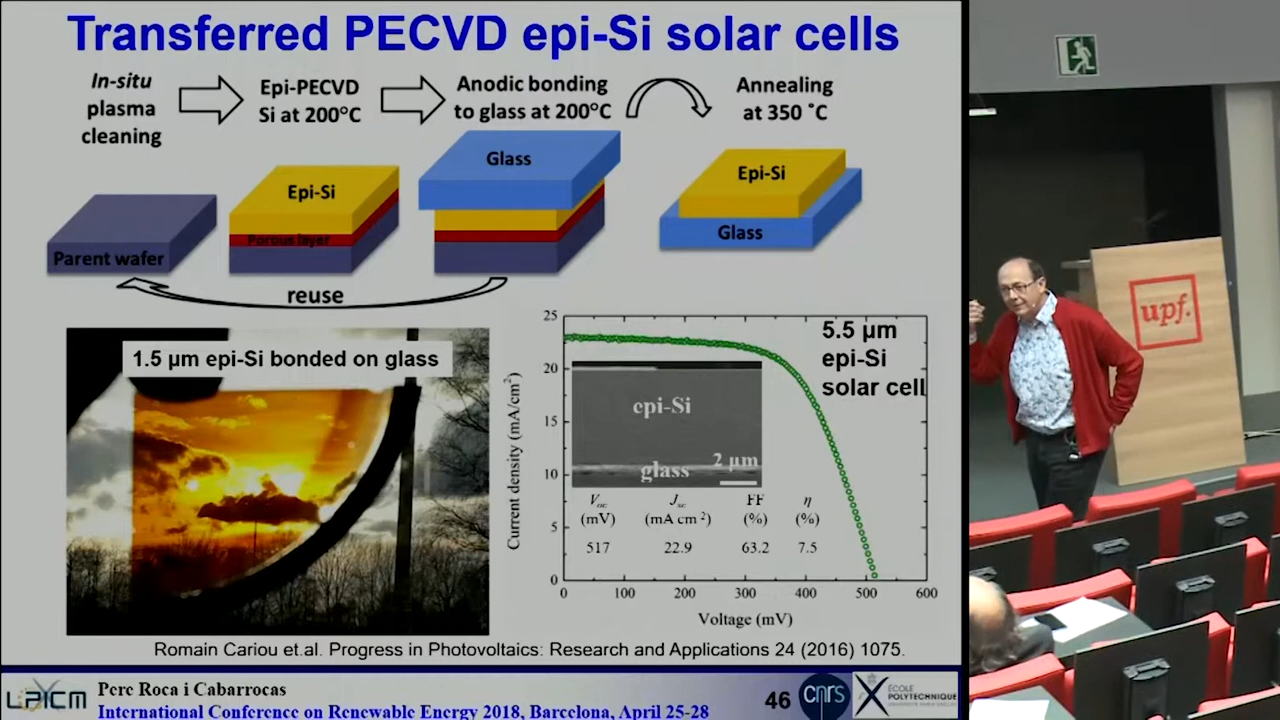 Transferred PECVD epi-Si solar cells
In-situ
plasma
cleaning
Epi-PECVD
Si at 200°C
Anodic bonding
to glass at 200°C
Annealing
at 350 ˚C
Parent wafer
Epi-Si
Porous layer
Glass
Epi-Si
Glass
reuse
1.5 µm epi-Si bonded on glass
5.5 µm
epi-Si
solar cell
25
20
15
10
5
0
Current density (mA/cm²)
epi-Si
glass
2 µm
Voc Jsc FF η
(mV) (mA cm ²) (%) (%)
517 22.9 63.2 7.5
0 100 200 300 400 500 600
Voltage (mV)
Romain Cariou et.al. Progress in Photovoltaics: Research and Applications 24 (2016) 1075.
LPICM
Pere Roca i Cabarrocas
International Conference on Renewable Energy 2018, Barcelona, April 25-28
46
cnrs
ÉCOLE
POLYTECHNIQUE
upf.